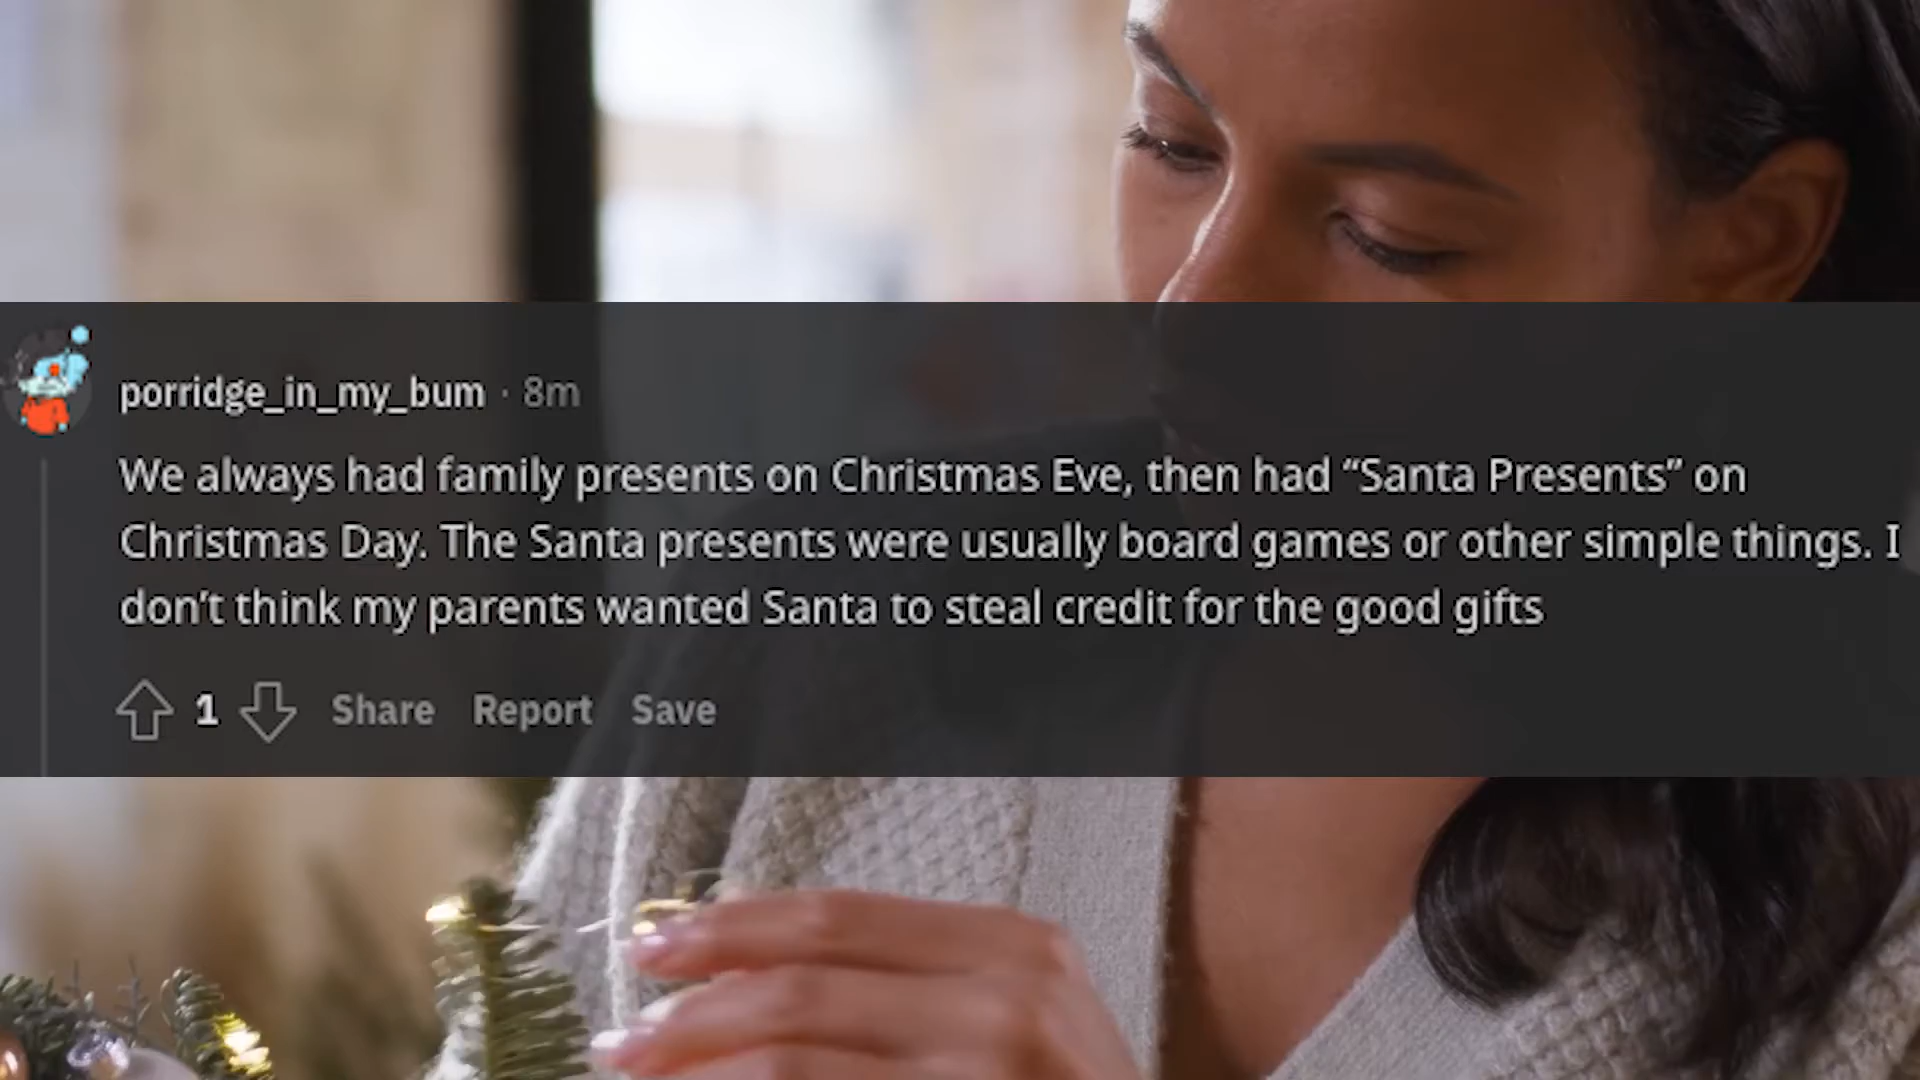 porridge_in_my_bum · 8m
We always had family presents on Christmas Eve, then had “Santa Presents” on
Christmas Day. The Santa presents were usually board games or other simple things. I
don’t think my parents wanted Santa to steal credit for the good gifts
1 Share Report Save